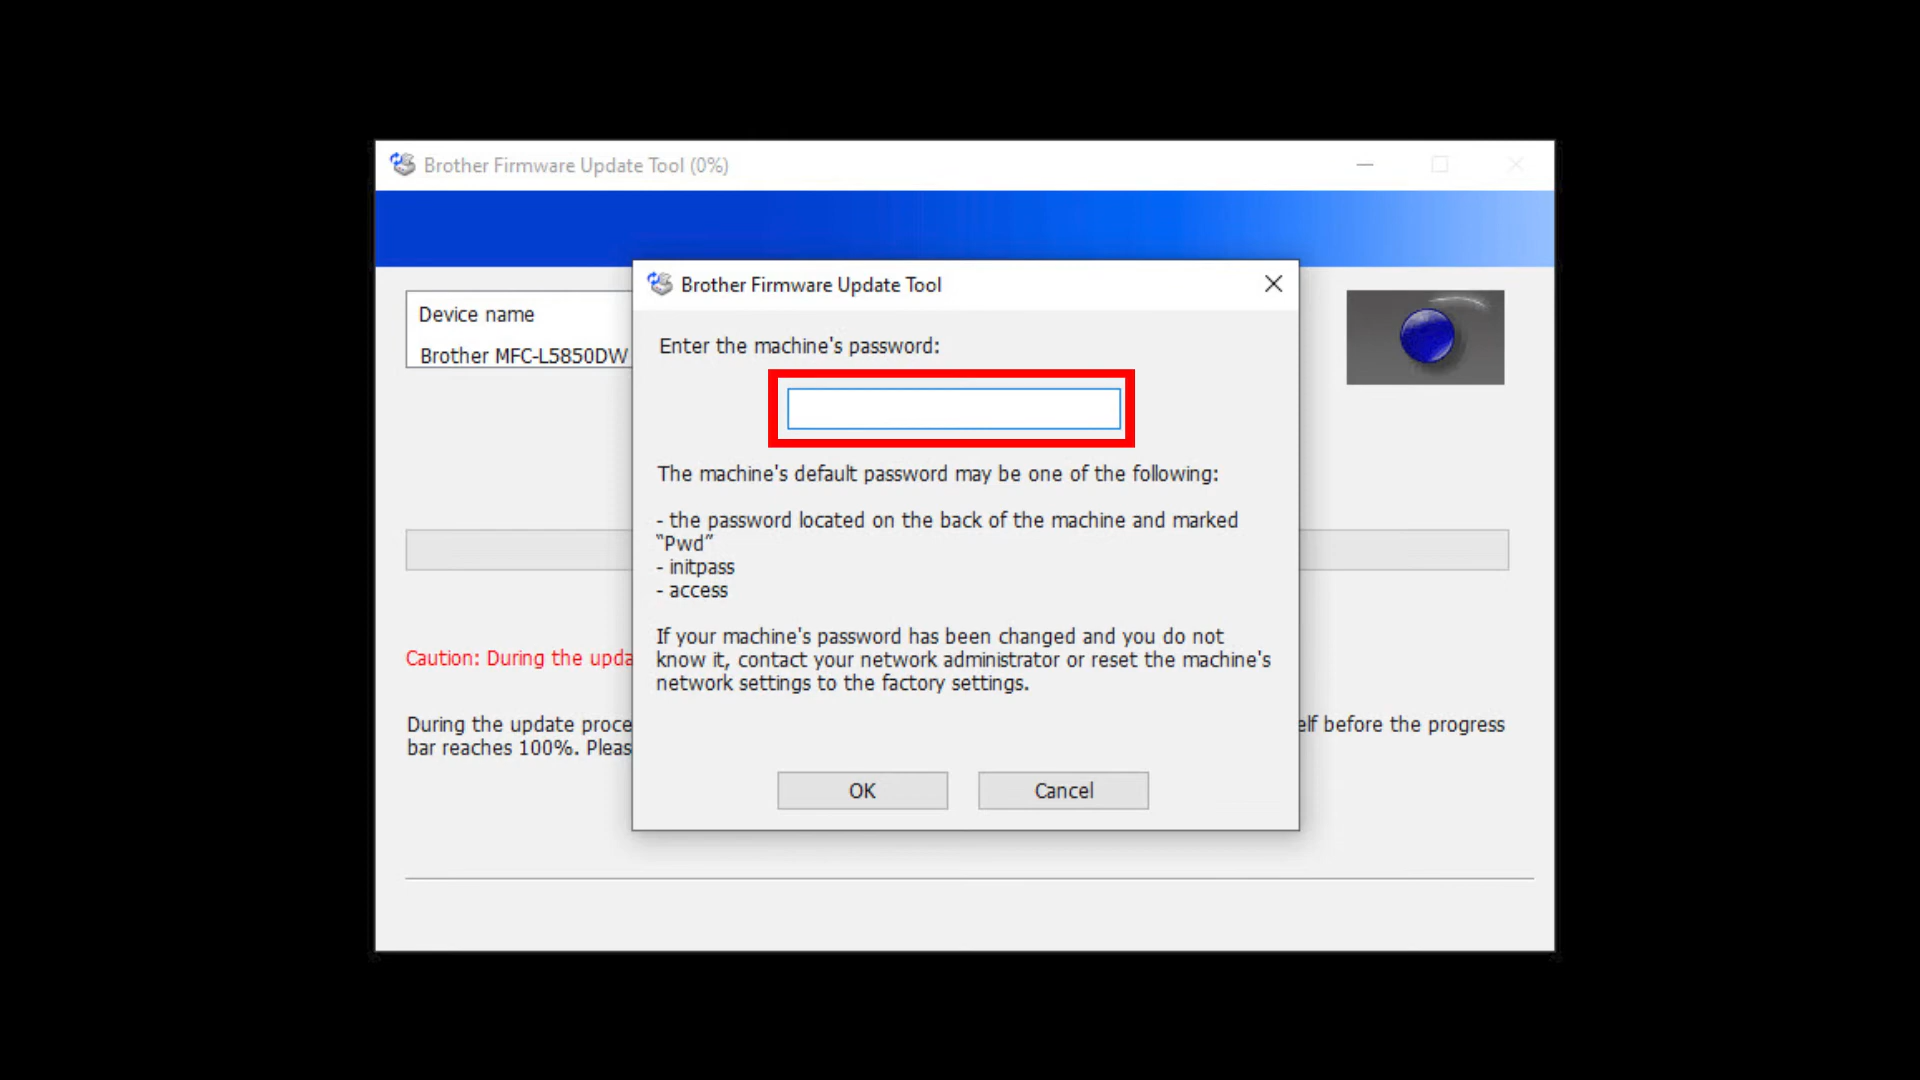 Brother Firmware Update Tool (0%)
Device name
Brother MFC-L5850DW
Brother Firmware Update Tool
Enter the machine's password:
The machine's default password may be one of the following:
- the password located on the back of the machine and marked
“Pwd”
- initpass
- access
If your machine's password has been changed and you do not
know it, contact your network administrator or reset the machine's
network settings to the factory settings.
OK
Cancel
Caution: During the upda
During the update proce
elf before the progress
bar reaches 100%. Pleas